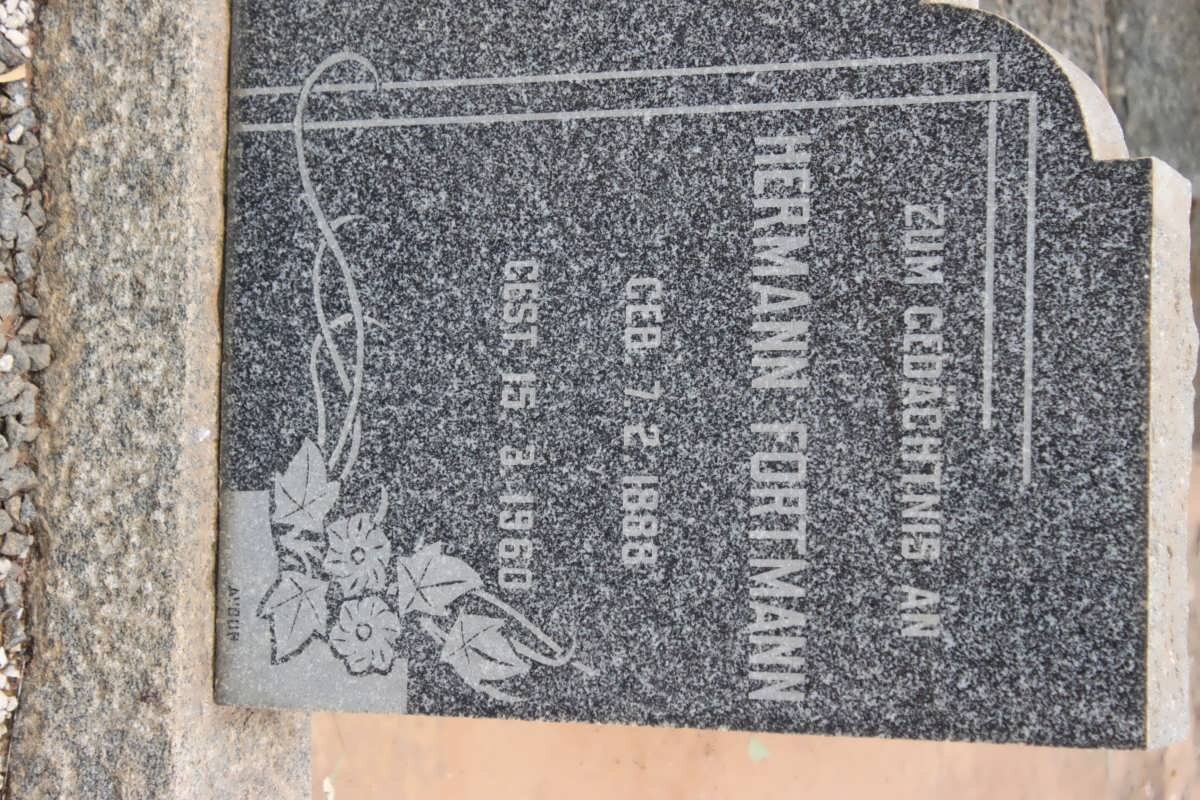 ZUM GEDÄCHTNIS AN
HERMANN FORTMANN
GEB. 7. 2. 1888
GEST. 15. 3. 1960